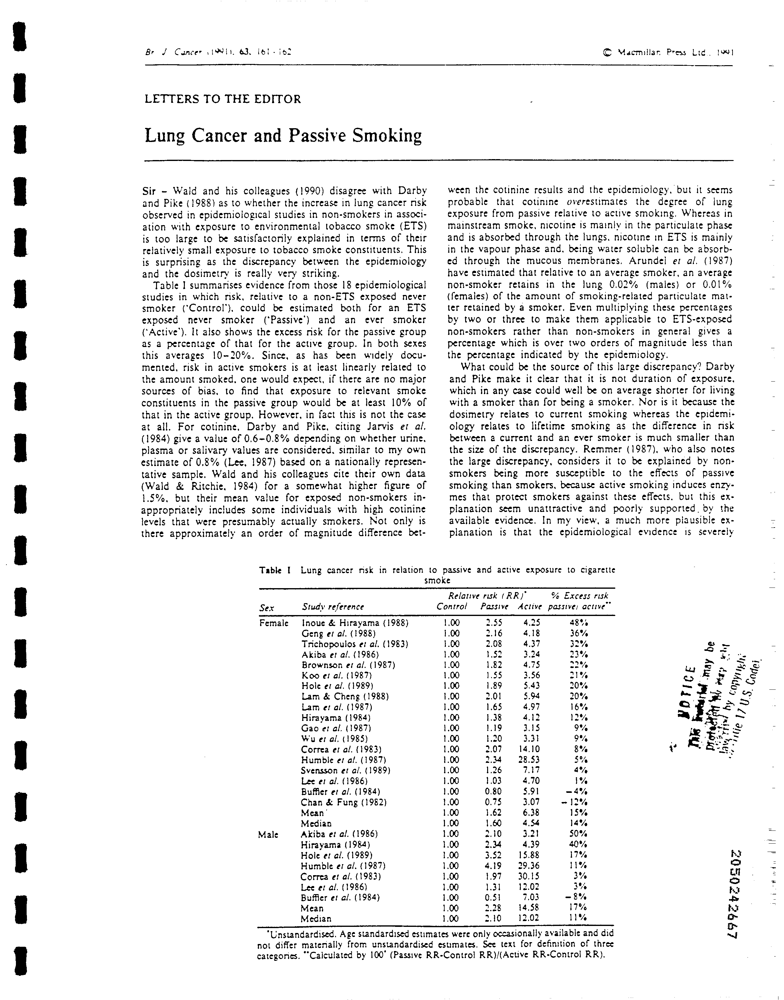 Br. J. Cancer (1991), 63, 161-162
© Macmillan Press Ltd., 1991
LETTERS TO THE EDITOR
Lung Cancer and Passive Smoking
Sir – Wald and his colleagues (1990) disagree with Darby
and Pike (1988) as to whether the increase in lung cancer risk
observed in epidemiological studies in non-smokers in associ-
ation with exposure to environmental tobacco smoke (ETS)
is too large to be satisfactorily explained in terms of their
relatively small exposure to tobacco smoke constituents. This
is surprising as the discrepancy between the epidemiology
and the dosimetry is really very striking.
Table I summarises evidence from those 18 epidemiological
studies in which risk, relative to a non-ETS exposed never
smoker ('Control'), could be estimated both for an ETS
exposed never smoker ('Passive') and an ever smoker
('Active'). It also shows the excess risk for the passive group
as a percentage of that for the active group. In both sexes
this averages 10–20%. Since, as has been widely docu-
mented, risk in active smokers is at least linearly related to
the amount smoked, one would expect, if there are no major
sources of bias, to find that exposure to relevant smoke
constituents in the passive group would be at least 10% of
that in the active group. However, in fact this is not the case
at all. For cotinine, Darby and Pike, citing Jarvis et al.
(1984) give a value of 0.6–0.8% depending on whether urine,
plasma or salivary values are considered, similar to my own
estimate of 0.8% (Lee, 1987) based on a nationally represen-
tative sample. Wald and his colleagues cite their own data
(Wald & Ritchie, 1984) for a somewhat higher figure of
1.5%, but their mean value for exposed non-smokers in-
appropriately includes some individuals with high cotinine
levels that were presumably actually smokers. Not only is
there approximately an order of magnitude difference bet-
ween the cotinine results and the epidemiology, but it seems
probable that cotinine overestimates the degree of lung
exposure from passive relative to active smoking. Whereas in
mainstream smoke, nicotine is mainly in the particulate phase
and is absorbed through the lungs, nicotine in ETS is mainly
in the vapour phase and, being water soluble can be absorb-
ed through the mucous membranes. Arundel et al. (1987)
have estimated that relative to an average smoker, an average
non-smoker retains in the lung 0.02% (males) or 0.01%
(females) of the amount of smoking-related particulate mat-
ter retained by a smoker. Even multiplying these percentages
by two or three to make them applicable to ETS-exposed
non-smokers rather than non-smokers in general gives a
percentage which is over two orders of magnitude less than
the percentage indicated by the epidemiology.
What could be the source of this large discrepancy? Darby
and Pike make it clear that it is not duration of exposure,
which in any case could well be on average shorter for living
with a smoker than for being a smoker. Nor is it because the
dosimetry relates to current smoking whereas the epidemi-
ology relates to lifetime smoking as the difference in risk
between a current and an ever smoker is much smaller than
the size of the discrepancy. Remmer (1987), who also notes
the large discrepancy, considers it to be explained by non-
smokers being more susceptible to the effects of passive
smoking than smokers, because active smoking induces enzy-
mes that protect smokers against these effects, but this ex-
planation seem unattractive and poorly supported by the
available evidence. In my view, a much more plausible ex-
planation is that the epidemiological evidence is severely
Table I Lung cancer risk in relation to passive and active exposure to cigarette
smoke
Relative risk (RR)* % Excess risk
Sex Study reference Control Passive Active passive: active**
Female Inoue & Hirayama (1988) 1.00 2.55 4.25 48%
Geng et al. (1988) 1.00 2.16 4.18 36%
Trichopoulos et al. (1983) 1.00 2.08 4.37 32%
Akiba et al. (1986) 1.00 1.52 3.24 23%
Brownson et al. (1987) 1.00 1.82 4.75 22%
Koo et al. (1987) 1.00 1.55 3.56 21%
Hole et al. (1989) 1.00 1.89 5.43 20%
Lam & Cheng (1988) 1.00 2.01 5.94 20%
Lam et al. (1987) 1.00 1.65 4.97 16%
Hirayama (1984) 1.00 1.38 4.12 12%
Gao et al. (1987) 1.00 1.19 3.15 9%
Wu et al. (1985) 1.00 1.20 3.31 9%
Correa et al. (1983) 1.00 2.07 14.10 8%
Humble et al. (1987) 1.00 2.34 28.53 5%
Svensson et al. (1989) 1.00 1.26 7.17 4%
Lee et al. (1986) 1.00 1.03 4.70 1%
Buffler et al. (1984) 1.00 0.80 5.91 –4%
Chan & Fung (1982) 1.00 0.75 3.07 –12%
Mean 1.00 1.62 6.38 15%
Median 1.00 1.60 4.54 14%
Male Akiba et al. (1986) 1.00 2.10 3.21 50%
Hirayama (1984) 1.00 2.34 4.39 40%
Hole et al. (1989) 1.00 3.52 15.88 17%
Humble et al. (1987) 1.00 4.19 29.36 11%
Correa et al. (1983) 1.00 1.97 30.15 3%
Lee et al. (1986) 1.00 1.31 12.02 3%
Buffler et al. (1984) 1.00 0.51 7.03 –8%
Mean 1.00 2.28 14.58 17%
Median 1.00 2.10 12.02 11%
*Unstandardised. Age standardised estimates were only occasionally available and did
not differ materially from unstandardised estimates. See text for definition of three
categories. **Calculated by 100* (Passive RR-Control RR)/(Active RR-Control RR).
NOTICE
This material may be
protected by copyright
law (Title 17 U.S. Code)
2050242667